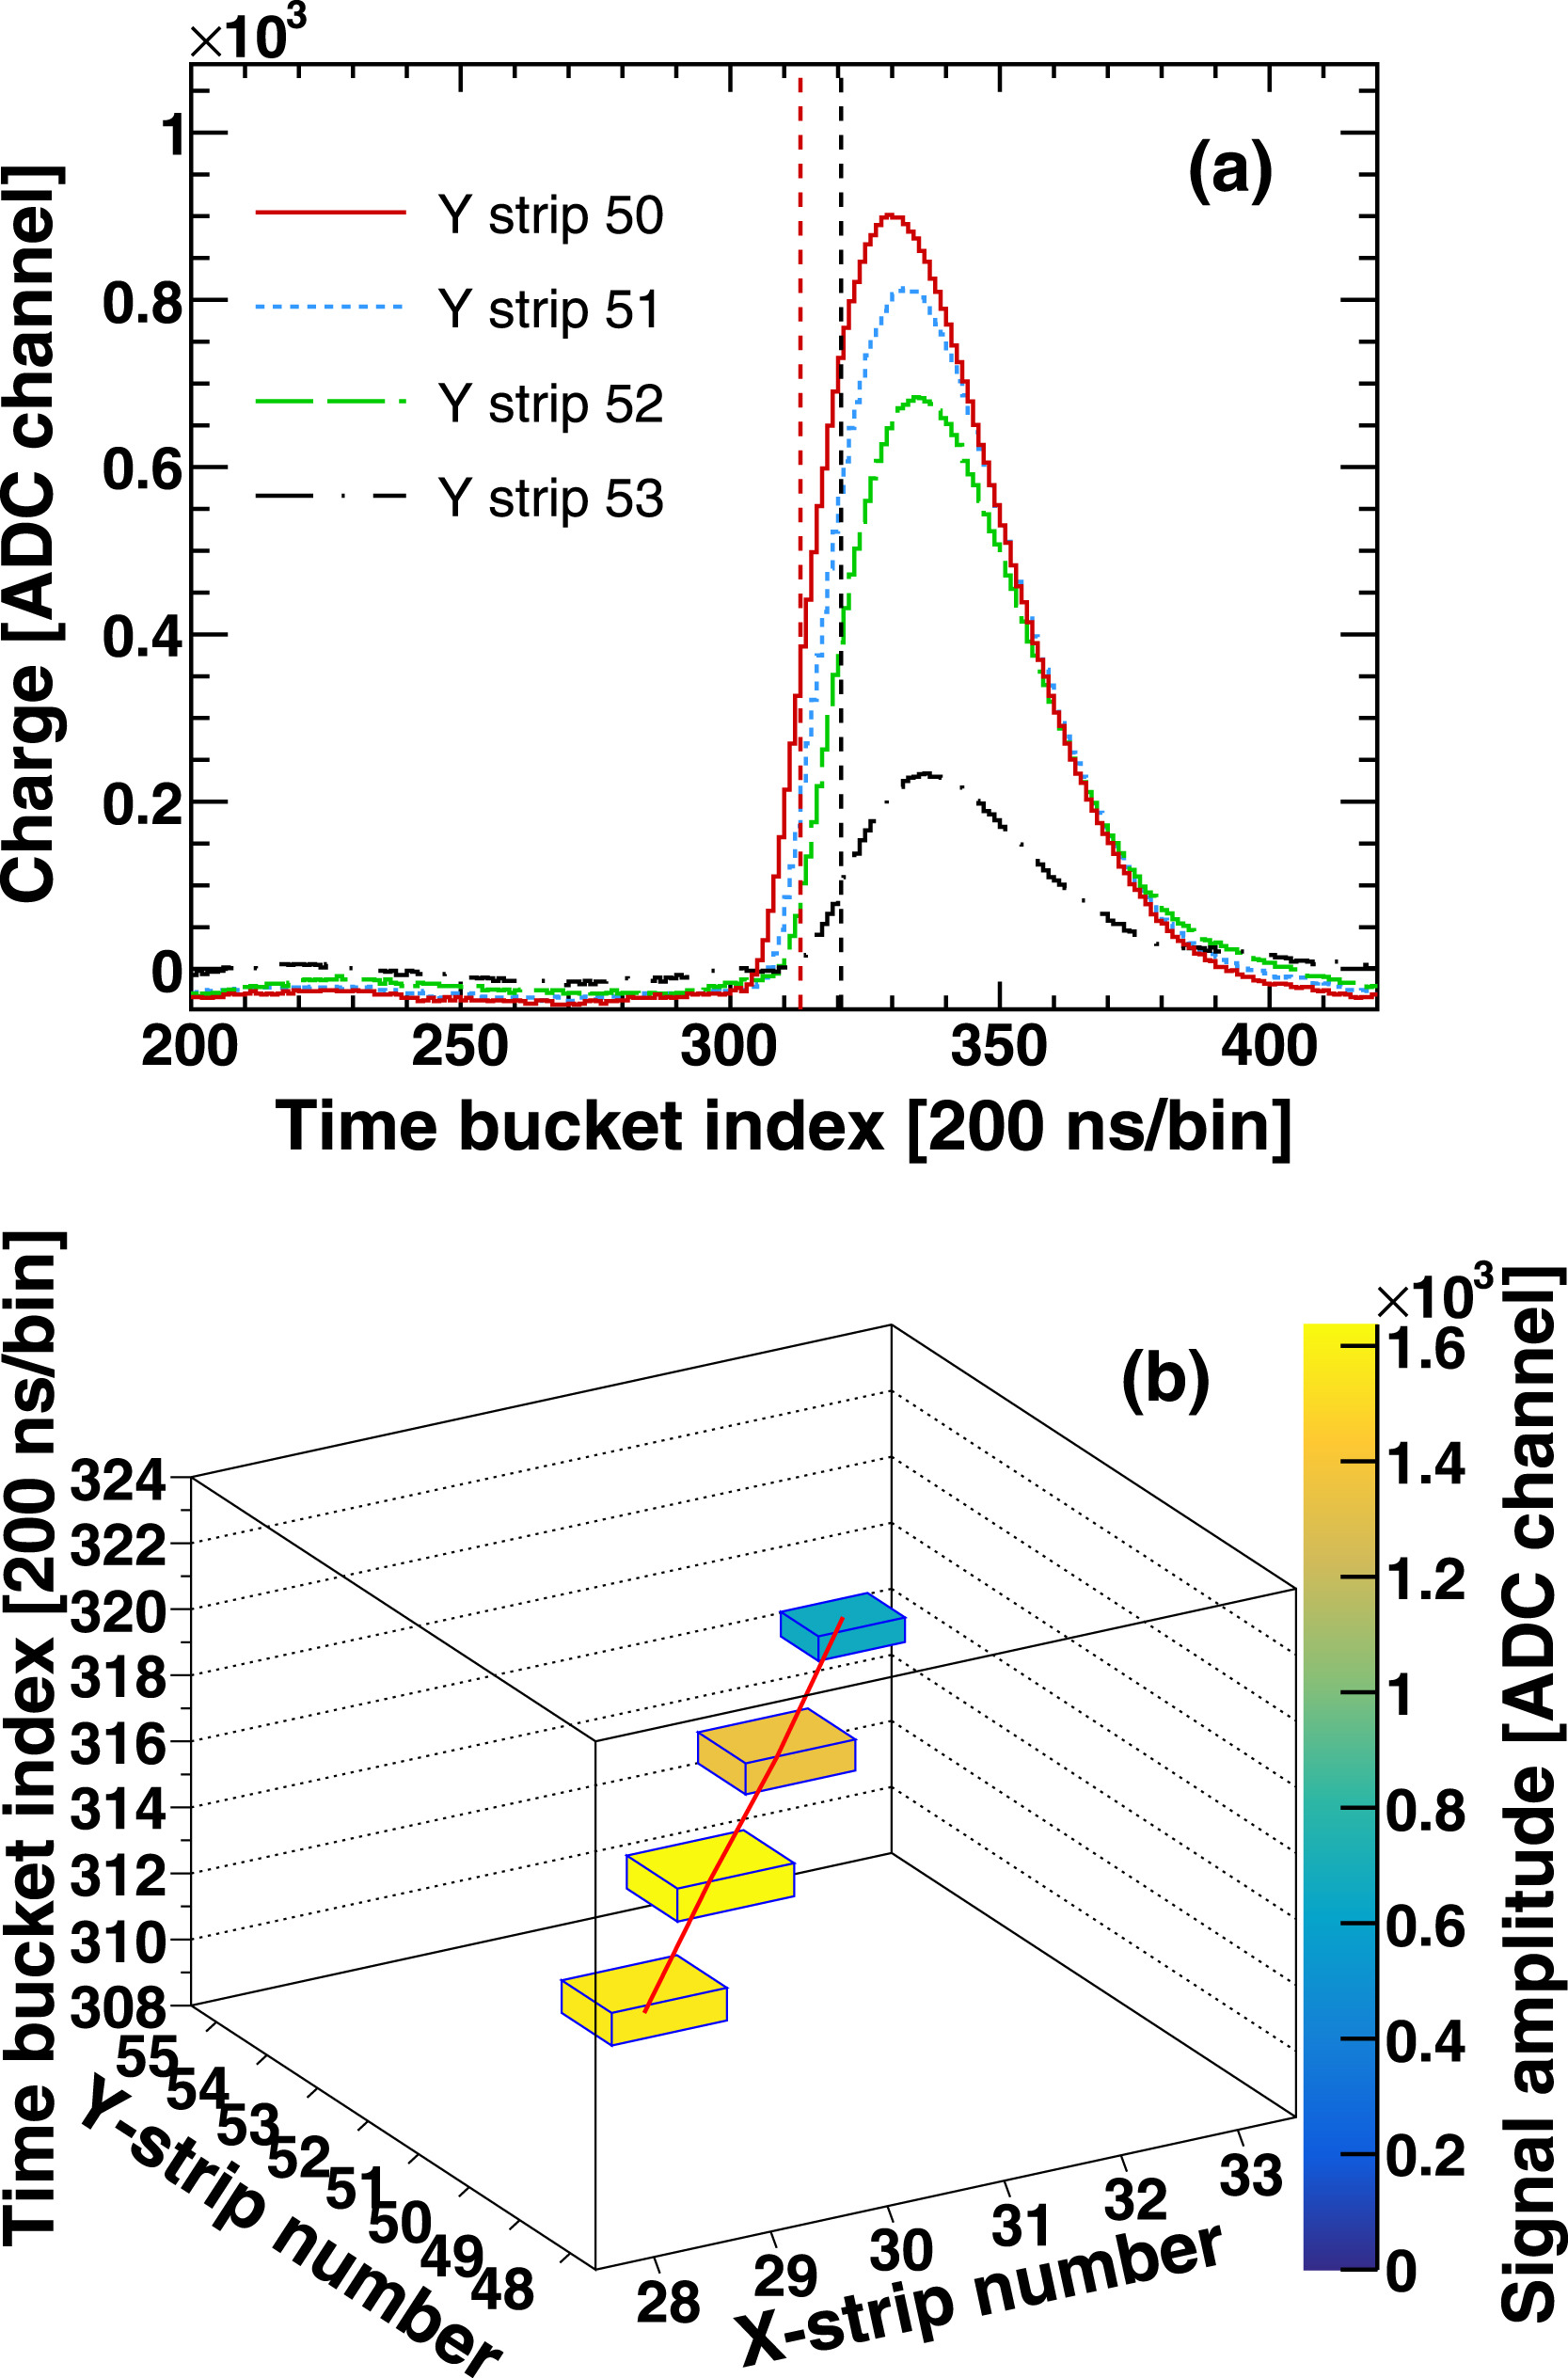 ×10³
Charge [ADC channel]
1
0.8
0.6
0.4
0.2
0
(a)
Y strip 50
Y strip 51
Y strip 52
Y strip 53
200 250 300 350 400
Time bucket index [200 ns/bin]
(b)
Time bucket index [200 ns/bin]
324
322
320
318
316
314
312
310
308
55
54
53
52
51
50
49
48
Y-strip number
28 29 30 31 32 33
X-strip number
×10³
1.6
1.4
1.2
1
0.8
0.6
0.4
0.2
0
Signal amplitude [ADC channel]